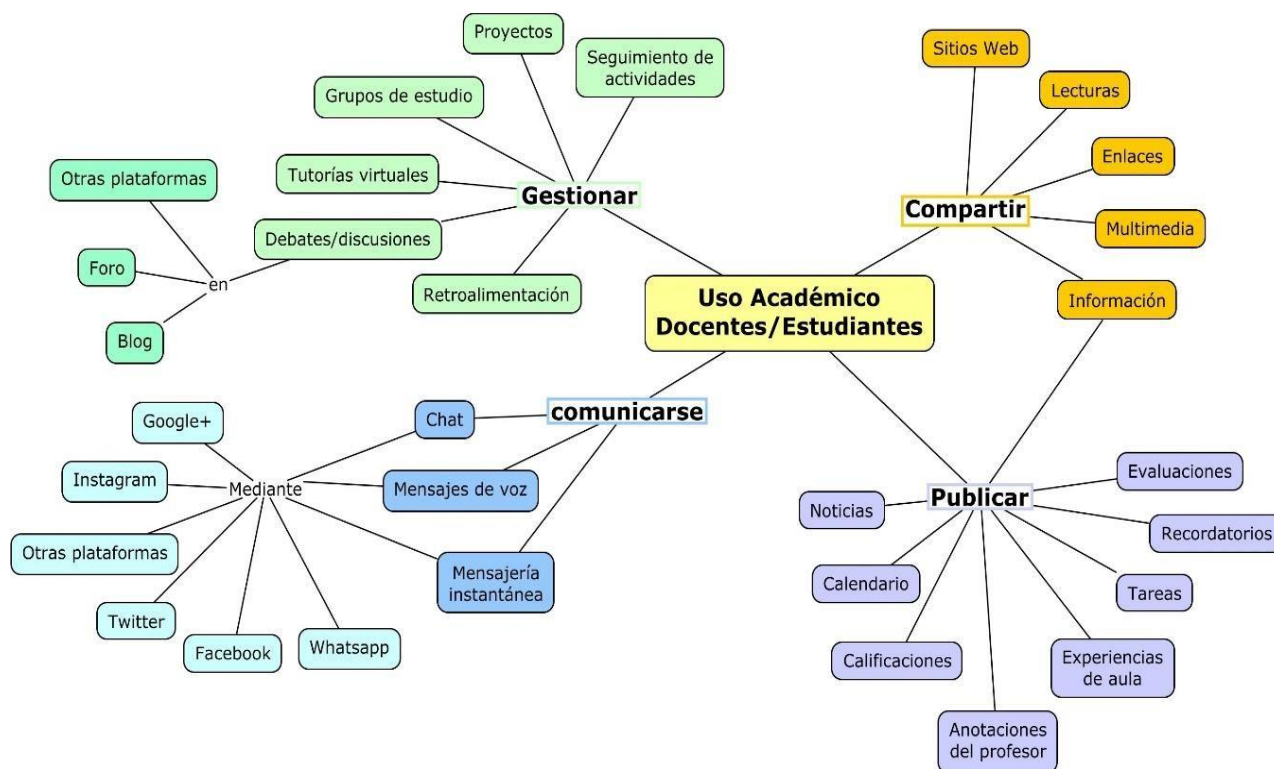 Proyectos
Sitios Web
Seguimiento de
actividades
Grupos de estudio
Lecturas
Otras plataformas
Tutorías virtuales
Gestionar
Enlaces
Compartir
Debates/discusiones
Multimedia
Foro
en
Retroalimentación
Uso Académico
Docentes/Estudiantes
Información
Blog
Google+
Chat
comunicarse
Instagram
Mediante
Mensajes de voz
Evaluaciones
Noticias
Publicar
Recordatorios
Otras plataformas
Mensajería
instantánea
Calendario
Tareas
Twitter
Facebook
Whatsapp
Calificaciones
Experiencias
de aula
Anotaciones
del profesor